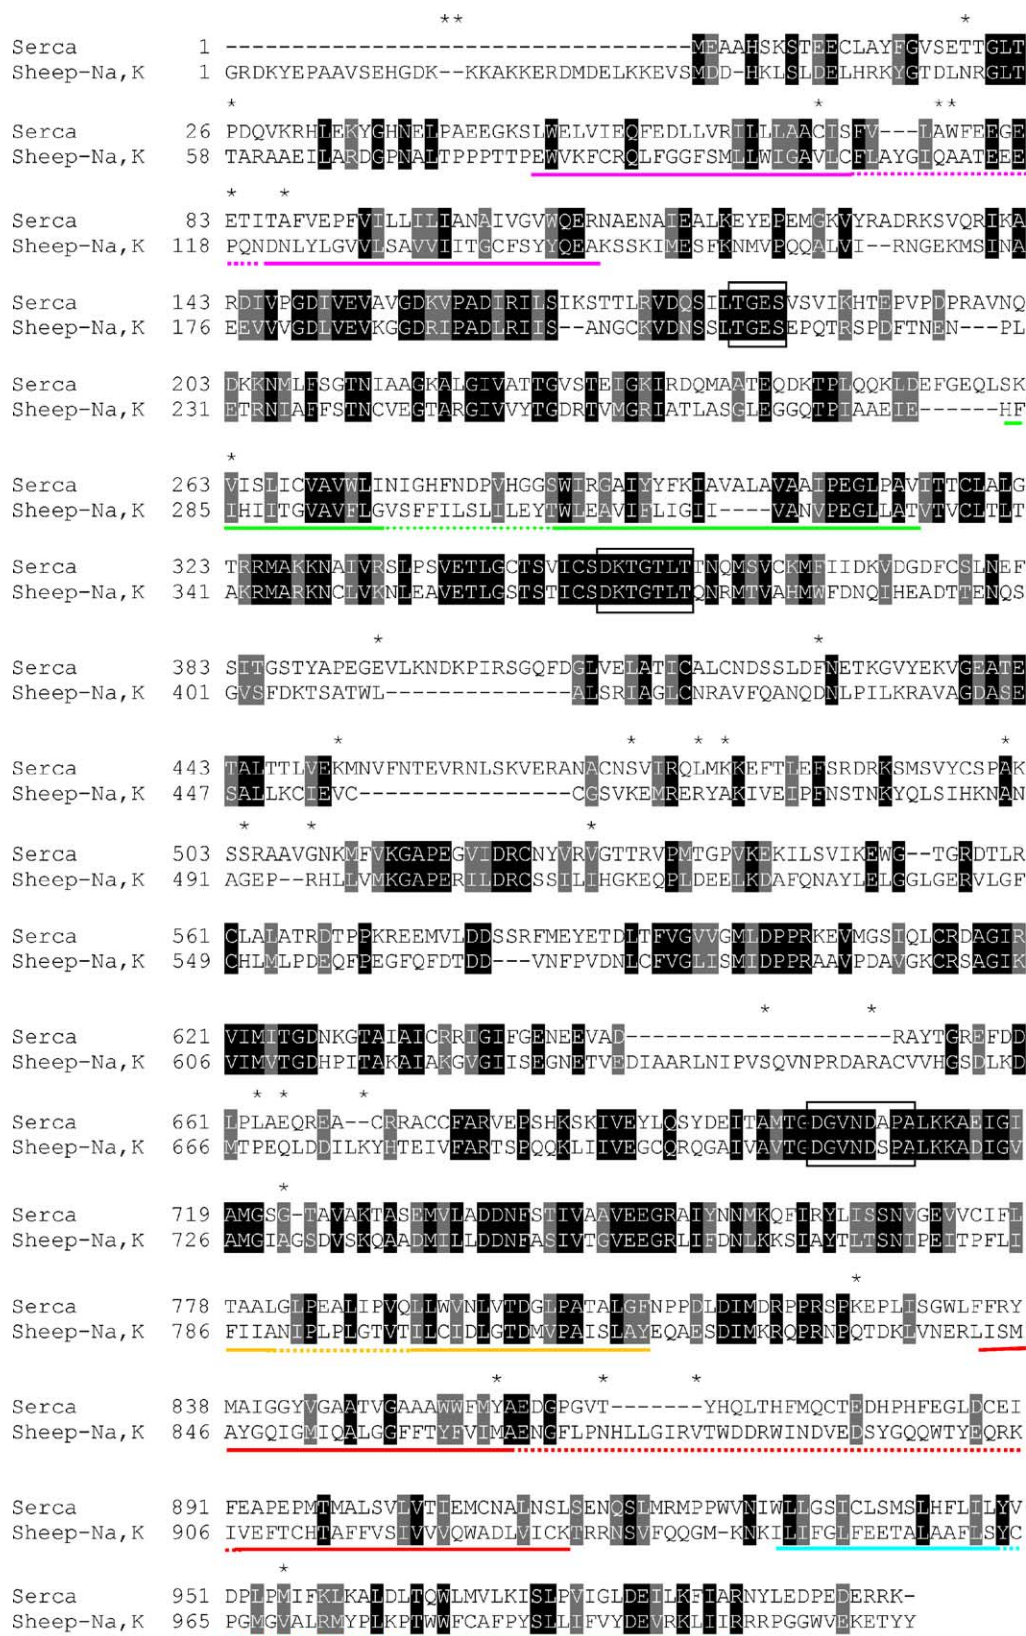 **                                *
Serca 1 ----------------------------MEAAHSKSTEECLAYFGVSETTGLT
Sheep-Na,K 1 GRDKYEPAAVSEHGDK--KKAKKERDMDELKKEVSMDD-HKLSLDELHRKYGTDLNRGLT
*                                   *       **
Serca 26 PDQVKRHLEKYGHNELPAEEGKSLWELVIEQFEDLLVRILLLAACISFV---LAWFEEGE
Sheep-Na,K 58 TARAAEILARDGPNALTPPPTTPEWVKFCRQLFGGFSMLLWIGAVLCFLAYGIQAATEEE
*   *
Serca 83 ETITAFVEPFVILLILIANAIVGVWQERNAENAIEALKEYEPEMGKVYRADRKSVQRIKA
Sheep-Na,K 118 PQNDNLYLGVVLSAVVIITGCFSYYQEAKSSKIMESFKNMVPQQALVI--RNGEKMSINA
Serca 143 RDIVPGDIVEVAVGDKVPADIRILSIKSTTLRVDQSILTGESVSVIKHTEPVPDPRAVNQ
Sheep-Na,K 176 EEVVVGDLVEVKGGDRIPADLRIIS--ANGCKVDNSSLTGESEPQTRSPDFTNEN---PL
Serca 203 DKKNMLFSGTNIAAGKALGIVATTGVSTEIGKIRDQMAATEQDKTPLQQKLDEFGEQLSK
Sheep-Na,K 231 ETRNIAFFSTNCVEGTARGIVVYTGDRTVMGRIATLASGLEGGQTPIAAEIE------HF
*
Serca 263 VISLICVAVWLINIGHFNDPVHGGSWIRGAIYYFKIAVALAVAAIPEGLPAVITTCLALG
Sheep-Na,K 285 IHIITGVAVFLGVSFFILSLILEYTWLEAVIFLIGII----VANVPEGLLATVTVCLTLT
Serca 323 TRRMAKKNAIVRSLPSVETLGCTSVICSDKTGTLTTNQMSVCKMFIIDKVDGDFCSLNEF
Sheep-Na,K 341 AKRMARKNCLVKNLEAVETLGSTSTICSDKTGTLTQNRMTVAHMWFDNQIHEADTTENQS
*                                *
Serca 383 SITGSTYAPEGEVLKNDKPIRSGQFDGLVELATICALCNDSSLDFNETKGVYEKVGEATE
Sheep-Na,K 401 GVSFDKTSATWL--------------ALSRIAGLCNRAVFQANQDNLPILKRAVAGDASE
*                     *    * *                    *
Serca 443 TALTTLVEKMNVFNTEVRNLSKVERANACNSVIRQLMKKEFTLEFSRDRKSMSVYCSPAK
Sheep-Na,K 447 SALLKCIEVC----------------CGSVKEMRERYAKIVEIPFNSTNKYQLSIHKNAN
*    *                    *
Serca 503 SSRAAVGNKMFVKGAPEGVIDRCNYVRVGTTRVPMTGPVKEKILSVIKEWG--TGRDTLR
Sheep-Na,K 491 AGEP--RHLLVMKGAPERILDRCSSILIHGKEQPLDEELKDAFQNAYLELGGLGERVLGF
Serca 561 CLALATRDTPPKREEMVLDDSSRFMEYETDLTFVGVVGMLDPPRKEVMGSIQLCRDAGIR
Sheep-Na,K 549 CHLMLPDEQFPEGFQFDTDD---VNFPVDNLCFVGLISMIDPPRAAVPDAVGKCRSAGIK
*       *
Serca 621 VIMITGDNKGTAIAICRRIGIFGENEEVAD------------------RAYTGREFDD
Sheep-Na,K 606 VIMVTGDHPITAKAIAKGVGIISEGNETVEDIAARLNIPVSQVNPRDARACVVHGSDLKD
* *     *
Serca 661 LPLAEQREA--CRRACCFARVEPSHKSKIVEYLQSYDEITAMTGDGVNDAPALKKAEIGI
Sheep-Na,K 666 MTPEQLDDILKYHTEIVFARTSPQQKLIIVEGCQRQGAIVAVTGDGVNDSPALKKADIGV
*
Serca 719 AMGSG-TAVAKTASEMVLADDNFSTIVAAVEEGRAIYNNMKQFIRYLISSNVGEVVCIFL
Sheep-Na,K 726 AMGIAGSDVSKQAADMILLDDNFASIVTGVEEGRLIFDNLKKSIAYTLTSNIPEITPFLI
*
Serca 778 TAALGLPEALIPVQLLWVNLVTDGLPATALGFNPPDLDIMDRPPRSPKEPLISGWLFFRY
Sheep-Na,K 786 FIIANIPLPLGTVTILCIDLGTDMVPAISLAYEQAESDIMKRQPRNPQTDKLVNERLISM
*       *      *
Serca 838 MAIGGYVGAATVGAAAWWFMYAEDGPGVT-------YHQLTHFMQCTEDHPHFEGLDCEI
Sheep-Na,K 846 AYGQIGMIQALGGFFTYFVIMAENGFLPNHLLGIRVTWDDRWINDVEDSYGQQWTYEQRK
Serca 891 FEAPEPMTMALSVLVTIEMCNALNSLSENQSLMRMPPWVNIWLLGSICLSMSLHFLILYV
Sheep-Na,K 906 IVEFTCHTAFFVSIVVVQWADLVICKTRRNSVFQQGM-KNKILIFGLFEETALAAFLSYC
*
Serca 951 DPLPMIFKLKALDLTQWLMVLKISLPVIGLDEILKFIARNYLEDPEDERRK-
Sheep-Na,K 965 PGMGVALRMYPLKPTWWFCAFPYSLLIFVYDEVRKLIIRRRPGGWVEKETYY